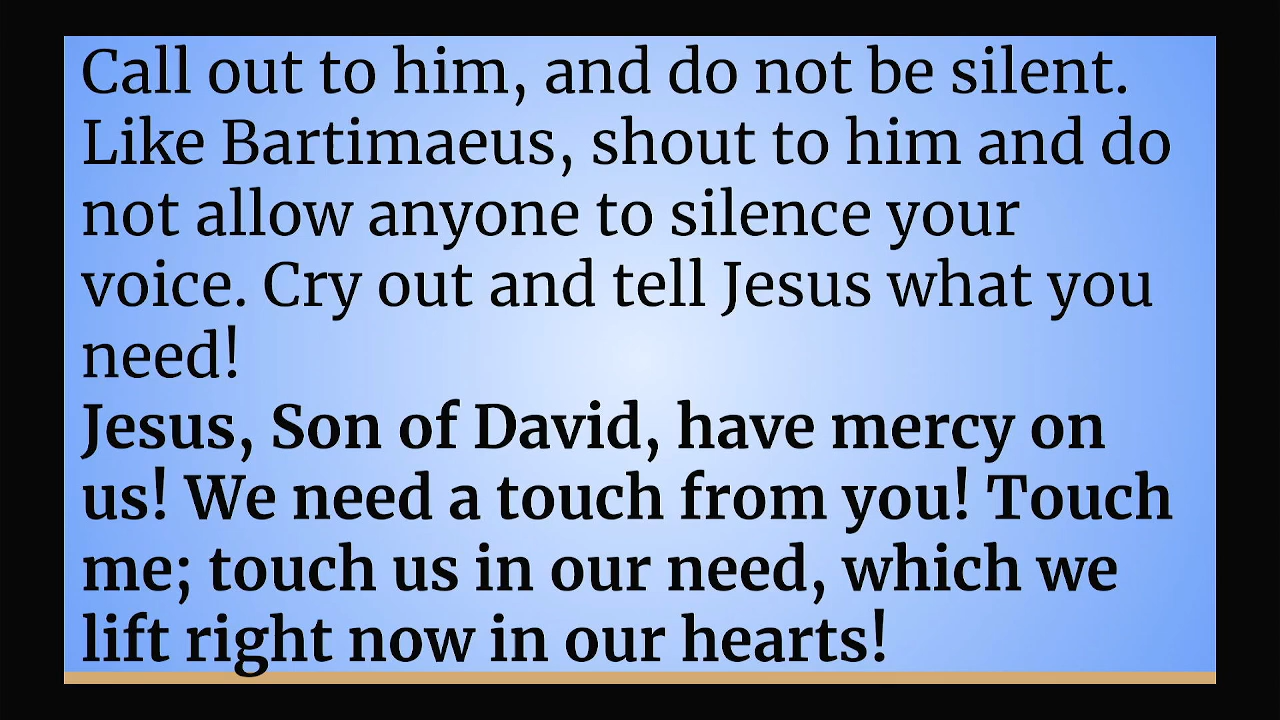 Call out to him, and do not be silent.
Like Bartimaeus, shout to him and do
not allow anyone to silence your
voice. Cry out and tell Jesus what you
need!
Jesus, Son of David, have mercy on
us! We need a touch from you! Touch
me; touch us in our need, which we
lift right now in our hearts!